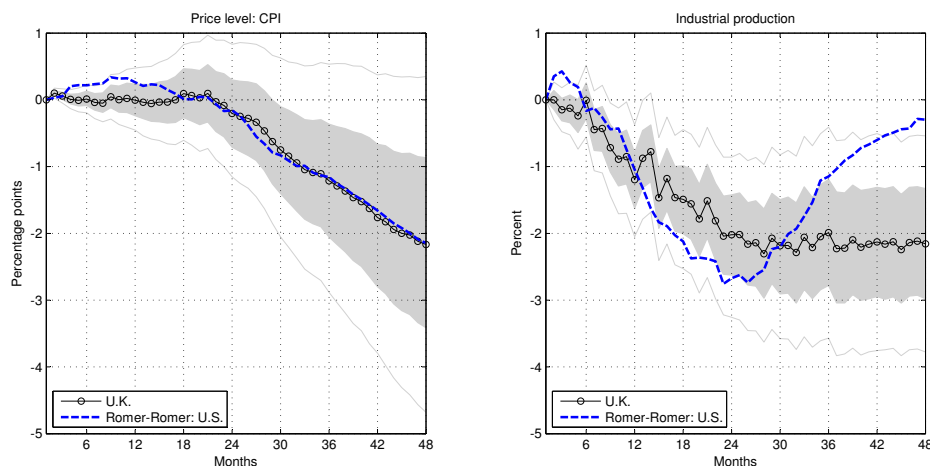 Price level: CPI
1
0
-1
-2
-3
-4
-5
Percentage points
6 12 18 24 30 36 42 48
Months
U.K.
Romer-Romer: U.S.
Industrial production
1
0
-1
-2
-3
-4
-5
Percent
6 12 18 24 30 36 42 48
Months
U.K.
Romer-Romer: U.S.